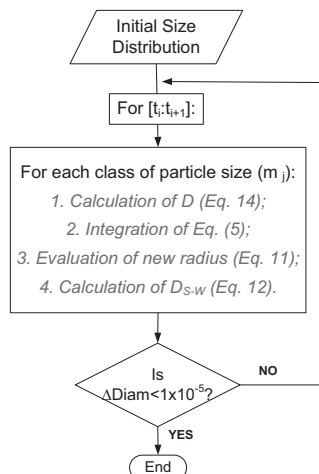 Initial Size
Distribution
For [tᵢ:tᵢ₊₁]:
For each class of particle size (m ⱼ):
1. Calculation of D (Eq. 14);
2. Integration of Eq. (5);
3. Evaluation of new radius (Eq. 11);
4. Calculation of D_S-W (Eq. 12).
Is
ΔDiam<1x10⁻⁵?
NO
YES
End